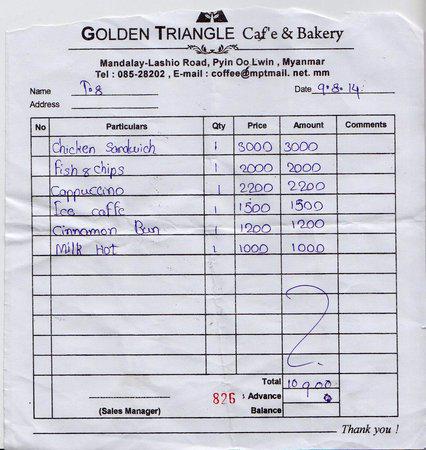 GOLDEN TRIANGLE Caf'e & Bakery
Mandalay-Lashio Road, Pyin Oo Lwin , Myanmar
Tel : 085-28202 , E-mail : coffee@mptmail. net. mm
Name T.8 Date 9.8.14.
Address
No Particulars Qty Price Amount Comments
Chicken Sandwich 1 3000 3000
Fish & chips 1 2000 2000
Cappuccino 1 2200 2200
Ice caffe 1 1500 1500
Cinnamon Bun 1 1200 1200
Milk Hot 1 1000 1000
Total 10900
826 Advance
(Sales Manager) Balance
Thank you !